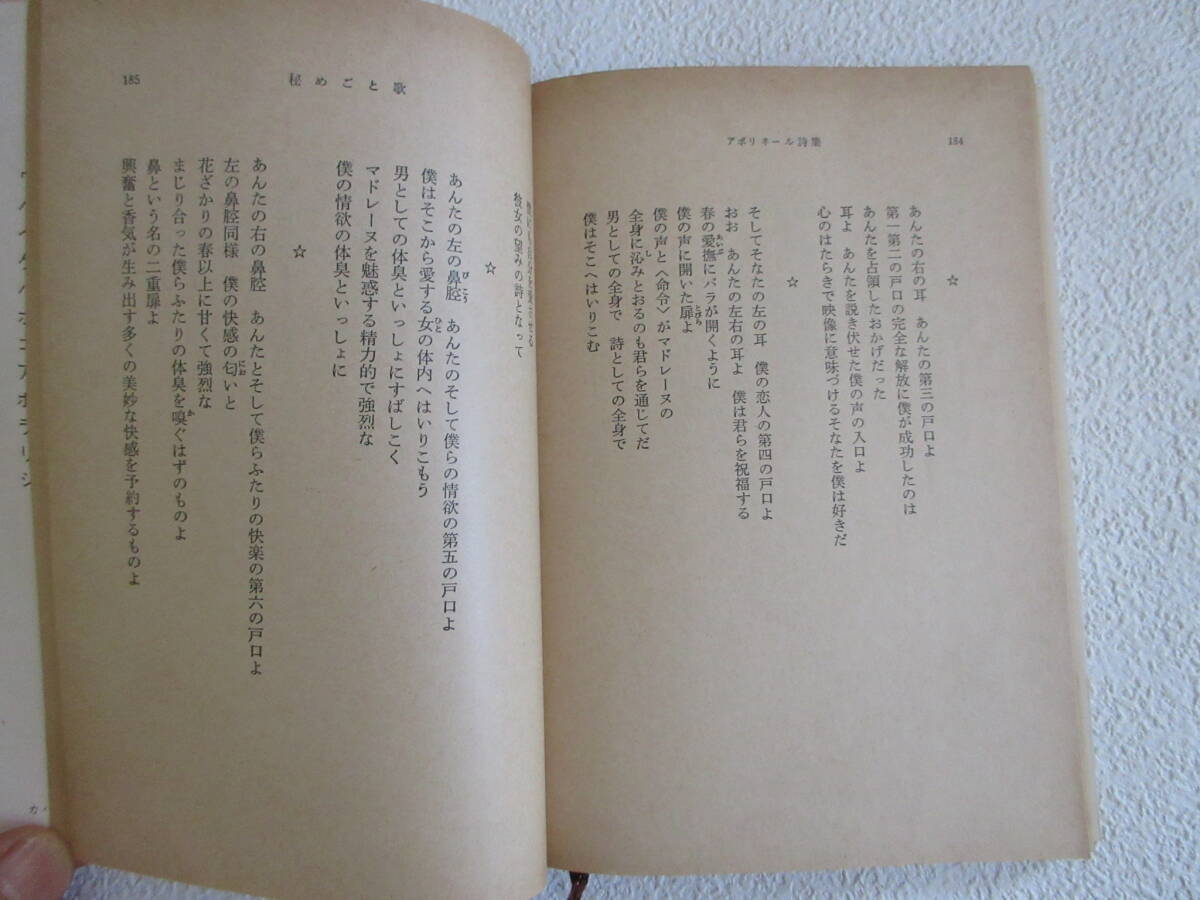 184
アポリネール詩集
☆
あんたの右の耳　あんたの第三の戸口よ
第一第二の戸口の完全な解放に僕が成功したのは
あんたを占領したおかげだった
耳よ　あんたを説き伏せた僕の声の入口よ
心のはたらきで映像に意味づけるそなたを僕は好きだ
☆
そしてそなたの左の耳　僕の恋人の第四の戸口よ
おお　あんたの左右の耳よ　僕は君らを祝福する
春の愛撫にバラが開くように
僕の声に開いた扉よ
僕の声と〈命令〉がマドレーヌの
全身に沁みとおるのも君らを通じてだ
男としての全身で　詩としての全身で
僕はそこへはいりこむ
彼女の望みの詩となって
☆
あんたの左の鼻腔　あんたのそして僕らの情欲の第五の戸口よ
僕はそこから愛する女の体内へはいりこもう
男としての体臭といっしょにすばしこく
マドレーヌを魅惑する精力的で強烈な
僕の情欲の体臭といっしょに
☆
あんたの右の鼻腔　あんたとそして僕らふたりの快楽の第六の戸口よ
左の鼻腔同様　僕の快感の匂いと
花ざかりの春以上に甘くて強烈な
まじり合った僕らふたりの体臭を嗅ぐはずのものよ
鼻という名の二重扉よ
興奮と香気が生み出す多くの美妙な快感を予約するものよ
秘めごと歌
185